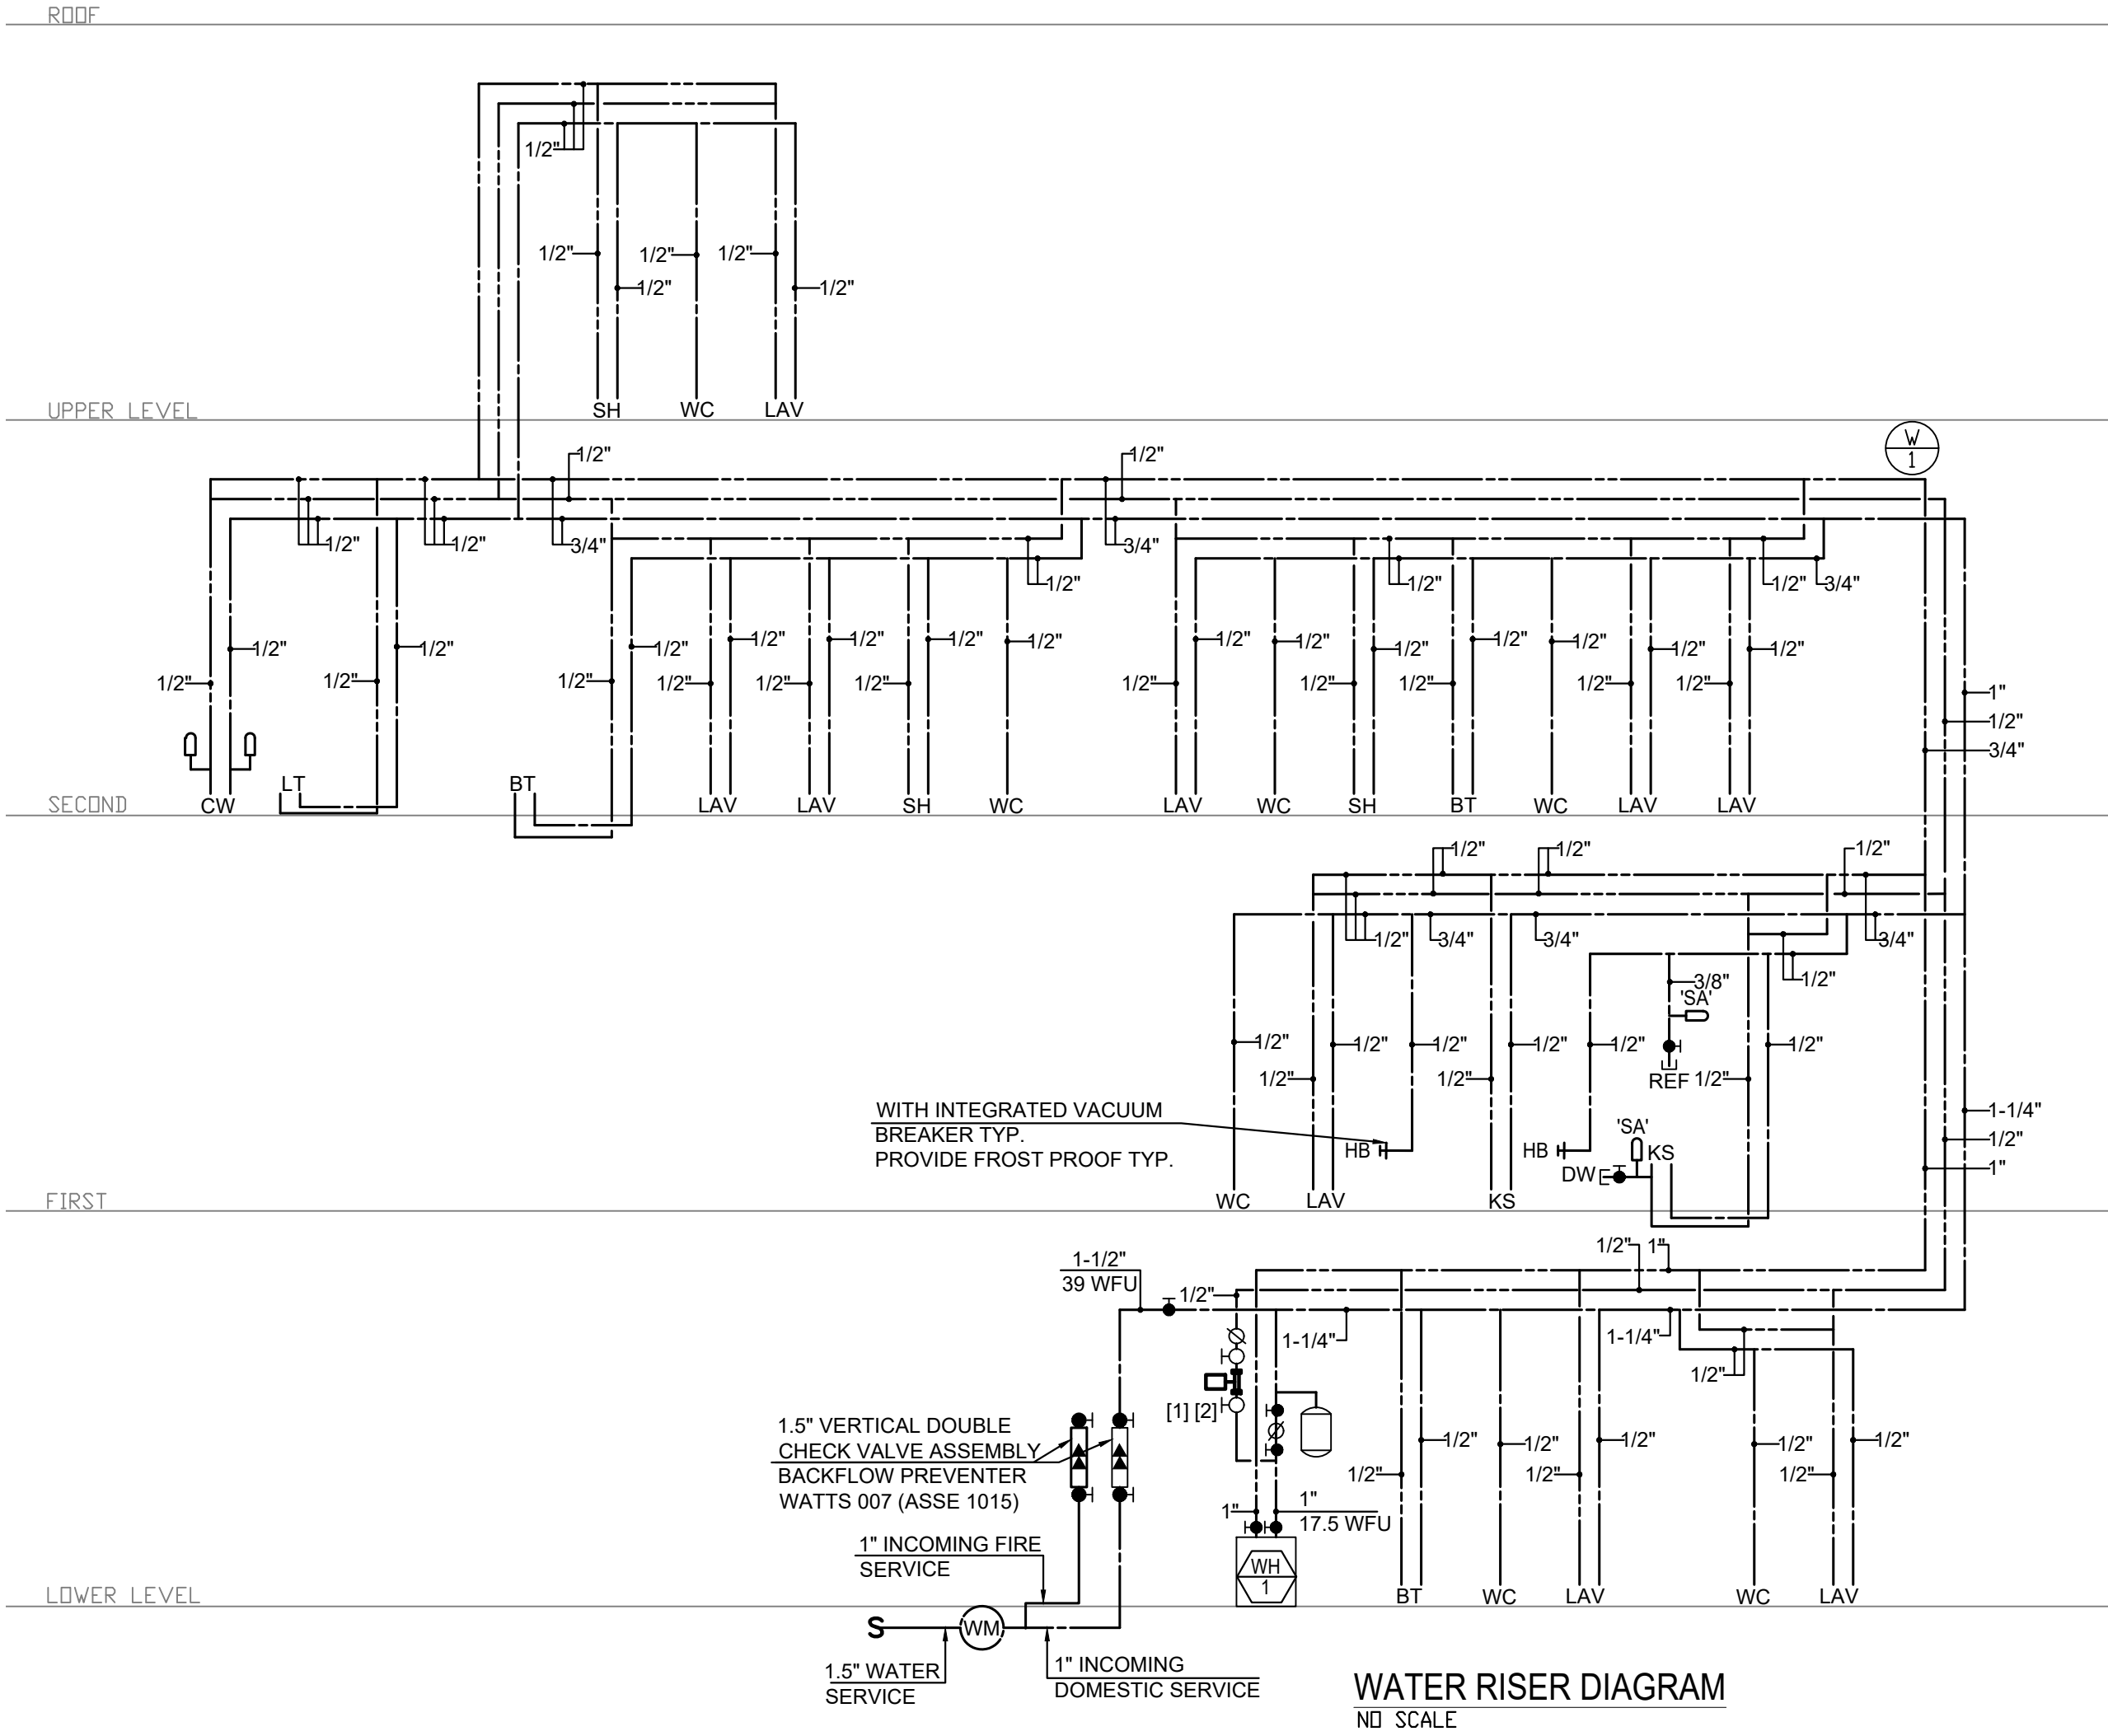 ROOF
1/2"
1/2" 1/2" 1/2"
1/2" 1/2"
UPPER LEVEL
SH WC LAV
W
1
1/2" 1/2"
1/2" 1/2" 3/4" 3/4"
1/2" 1/2" 1/2" 3/4"
1/2" 1/2" 1/2" 1/2" 1/2" 1/2" 1/2" 1/2" 1/2"
1/2" 1/2" 1/2" 1/2" 1/2" 1/2"
1/2" 1/2" 1/2" 1/2" 1/2" 1/2" 1/2" 1/2" 1/2" 1/2" 1/2"
1"
1/2"
3/4"
LT BT
SECOND
CW LAV LAV SH WC LAV WC SH BT WC LAV LAV
1/2" 1/2" 1/2"
1/2" 3/4" 3/4" 3/4"
3/8" 1/2"
'SA'
1/2" 1/2" 1/2" 1/2" 1/2" 1/2"
1/2" 1/2" REF 1/2"
WITH INTEGRATED VACUUM
BREAKER TYP.
PROVIDE FROST PROOF TYP.
1-1/4"
1/2"
1"
'SA'
HB HB KS
DW
FIRST
WC LAV KS
1/2" 1"
1-1/2"
39 WFU
1/2"
1-1/4" 1-1/4"
1/2"
[1] [2]
1.5" VERTICAL DOUBLE
CHECK VALVE ASSEMBLY
BACKFLOW PREVENTER
WATTS 007 (ASSE 1015)
1/2" 1/2" 1/2" 1/2" 1/2"
1/2" 1/2" 1/2"
1" 1"
17.5 WFU
1" INCOMING FIRE
SERVICE
WH
1
LOWER LEVEL
BT WC LAV WC LAV
S WM
1.5" WATER
SERVICE
1" INCOMING
DOMESTIC SERVICE
WATER RISER DIAGRAM
NO SCALE